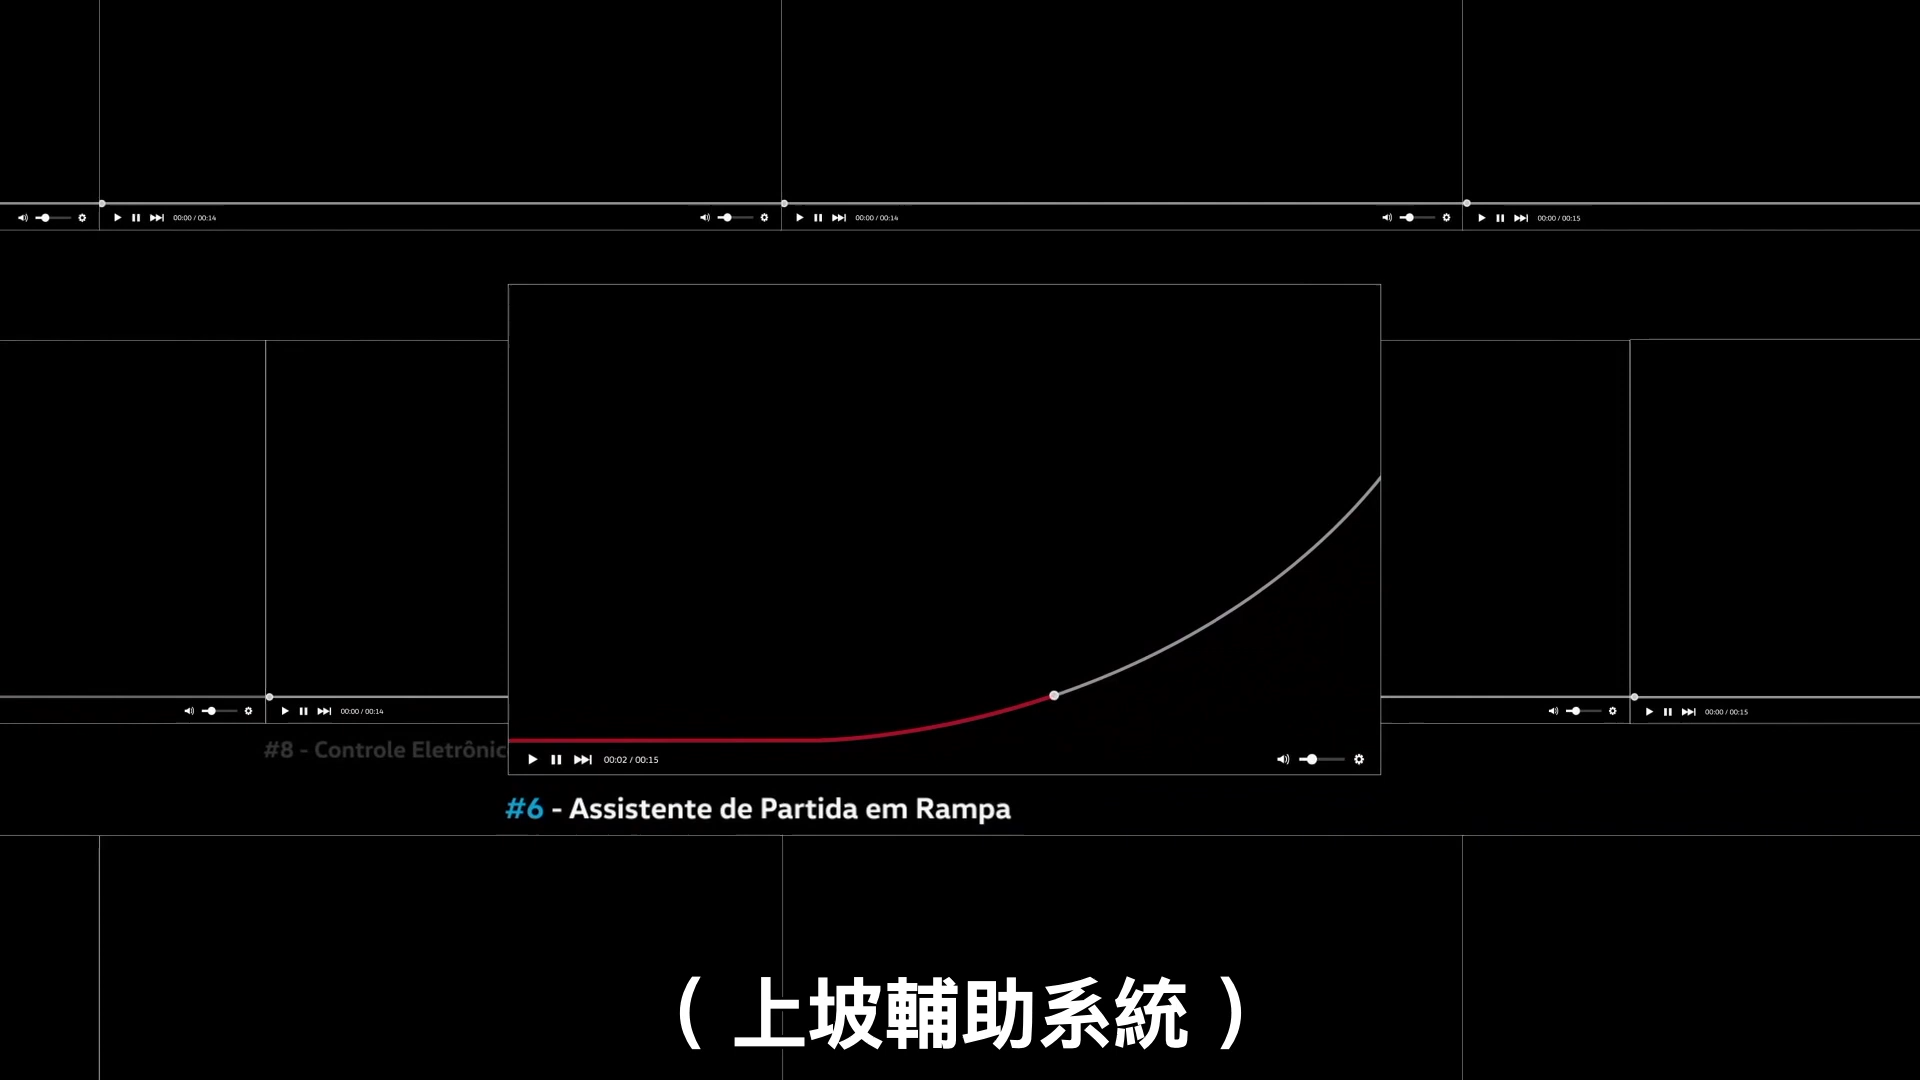 00:00 / 00:14
00:00 / 00:14
00:00 / 00:15
00:00 / 00:14
00:00 / 00:15
#8 - Controle Eletrônic
00:02 / 00:15
#6 - Assistente de Partida em Rampa
（上坡輔助系統）